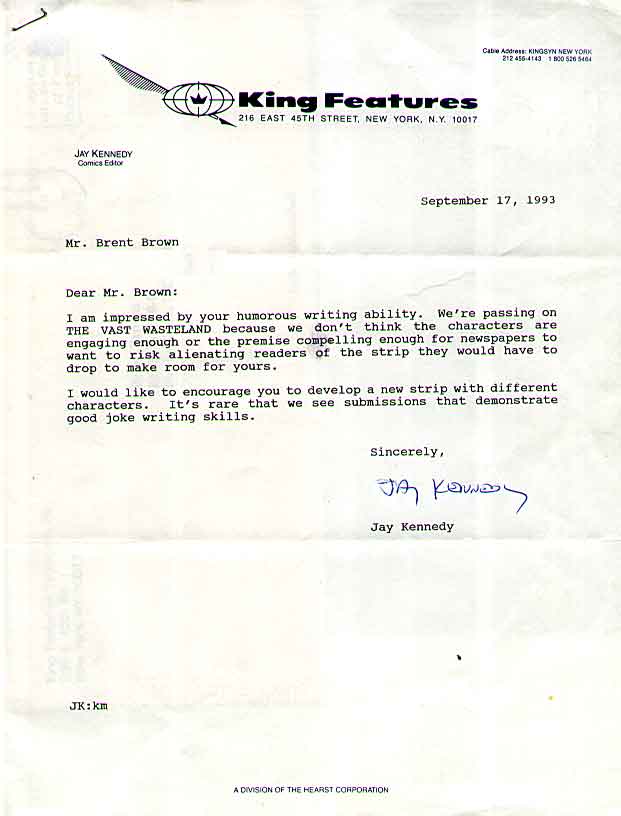 Cable Address: KINGSYN NEW YORK
212 455-4143 1 800 526 5464
King Features
216 EAST 45TH STREET, NEW YORK, N.Y. 10017
JAY KENNEDY
Comics Editor
September 17, 1993
Mr. Brent Brown
Dear Mr. Brown:
I am impressed by your humorous writing ability. We're passing on
THE VAST WASTELAND because we don't think the characters are
engaging enough or the premise compelling enough for newspapers to
want to risk alienating readers of the strip they would have to
drop to make room for yours.
I would like to encourage you to develop a new strip with different
characters. It's rare that we see submissions that demonstrate
good joke writing skills.
Sincerely,
JAY KENNEDY
Jay Kennedy
JK:km
A DIVISION OF THE HEARST CORPORATION